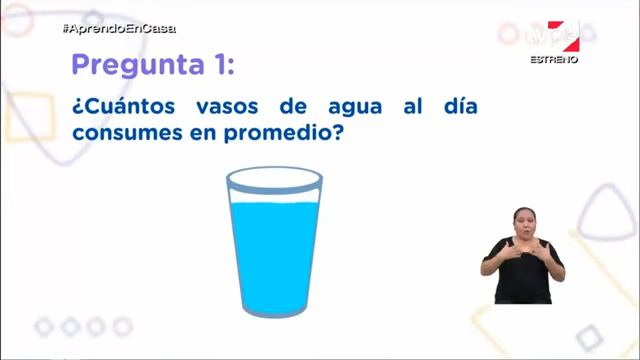 #AprendoEnCasa
Pregunta 1:
¿Cuántos vasos de agua al día
consumes en promedio?
ESTRENO